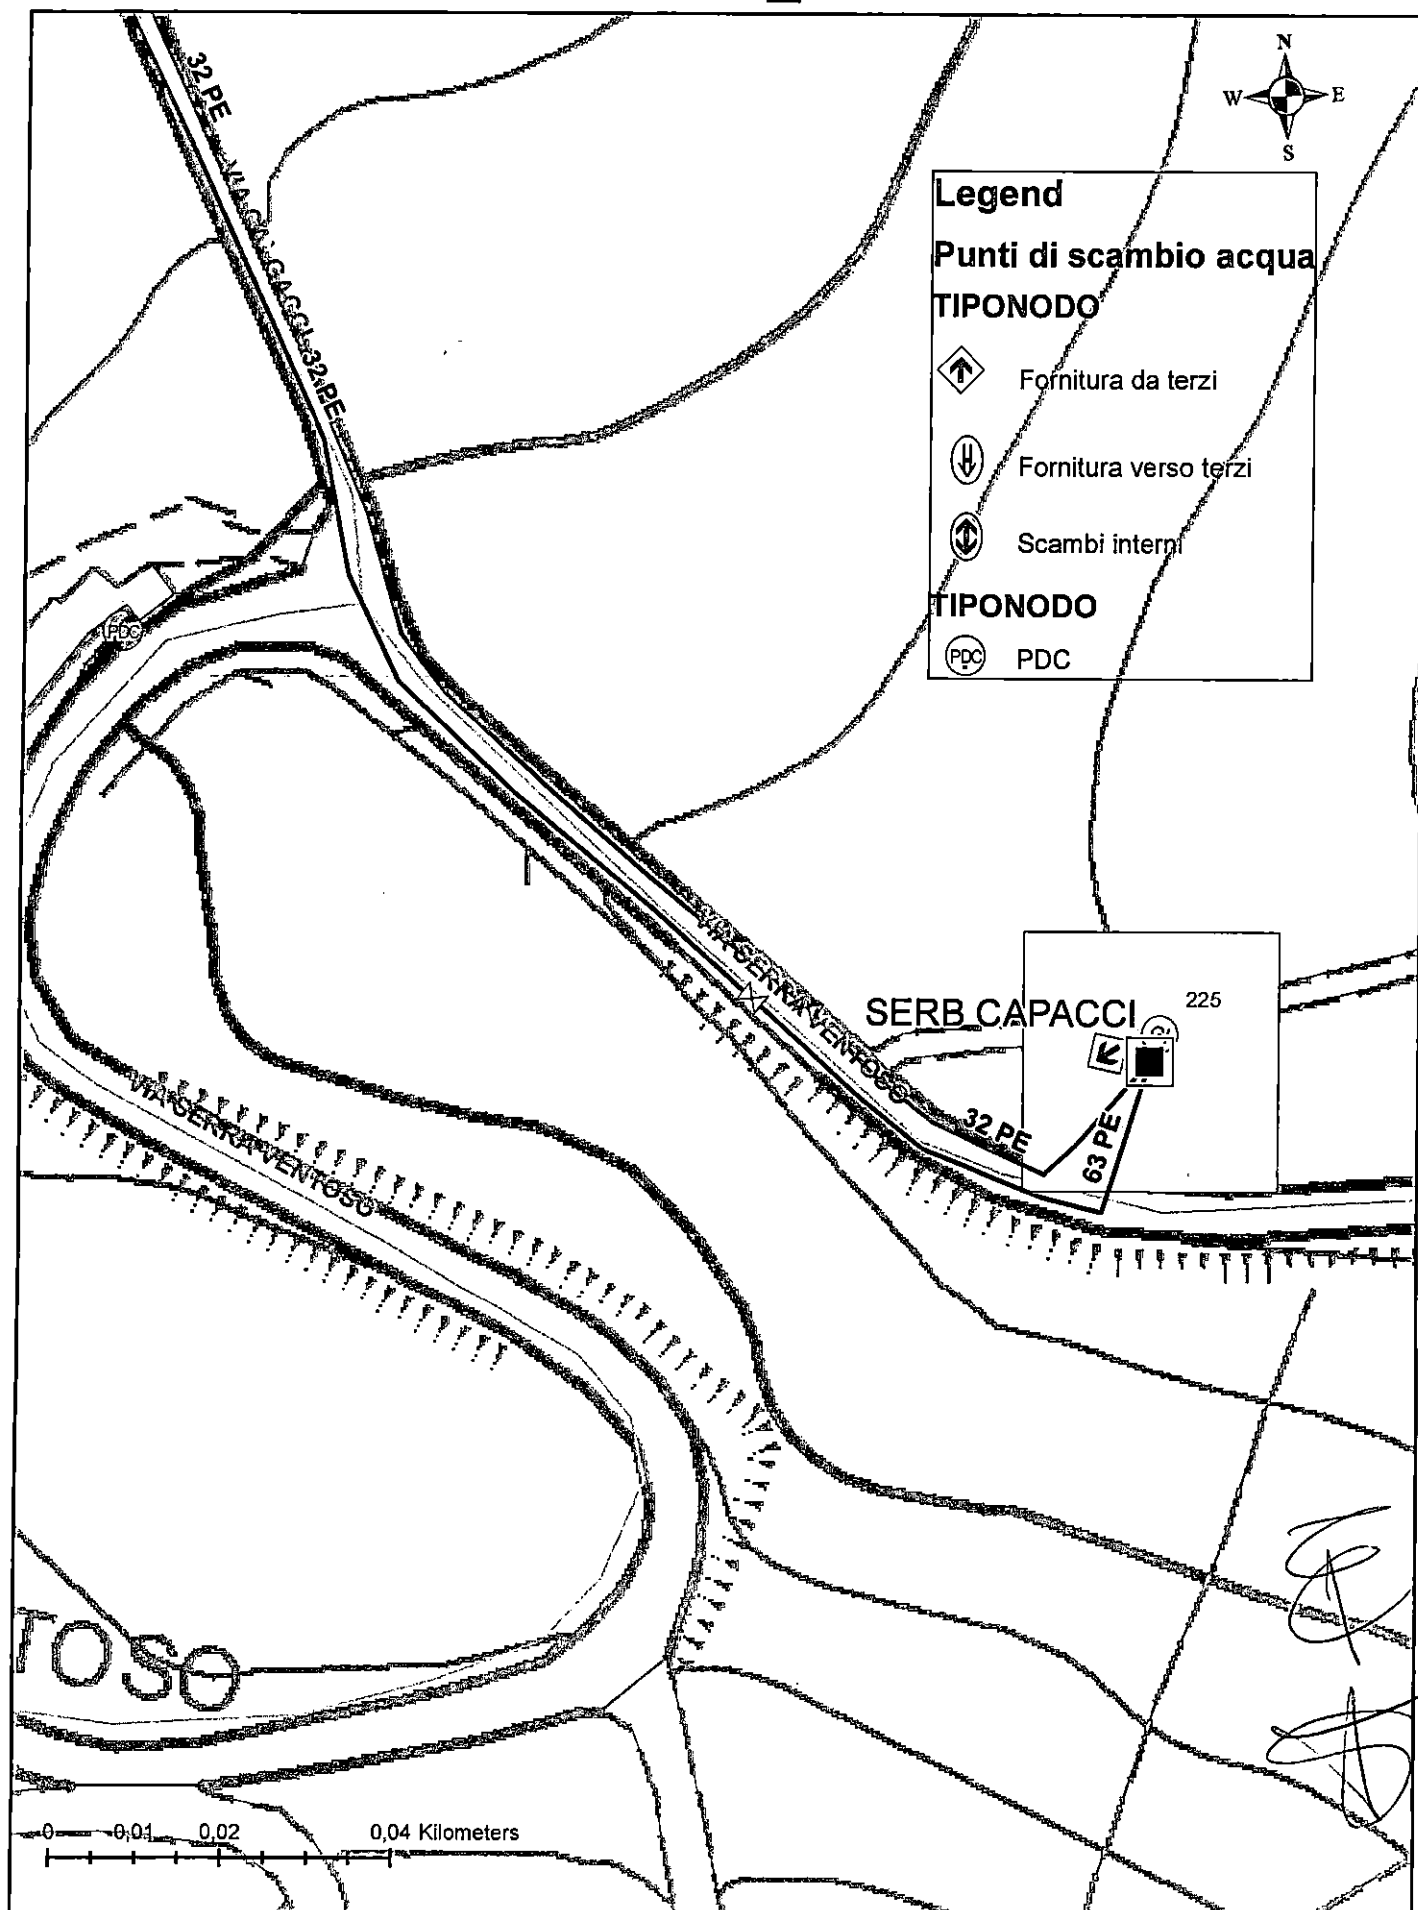 N
W E
S
32 PE
VIA CA' GAGGI
32 PE
Legend
Punti di scambio acqua
TIPONODO
Fornitura da terzi
Fornitura verso terzi
Scambi interni
TIPONODO
PDC PDC
PDC
VIA SERRA VENTOSO
SERB CAPACCI
225
32 PE
63 PE
VIA SERRA VENTOSO
TOSO
0 0,01 0,02 0,04 Kilometers